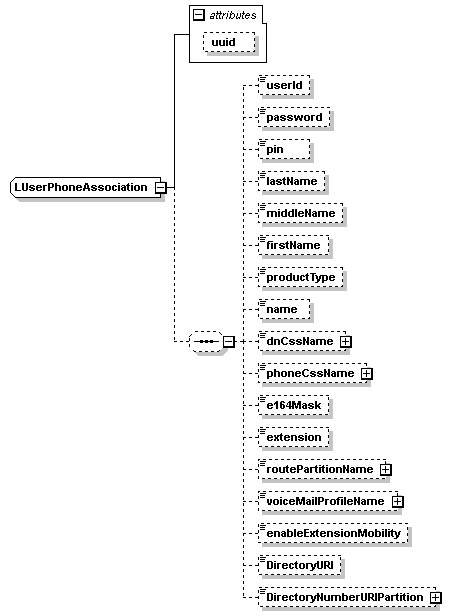 attributes
uuid
userId
password
pin
lastName
LUserPhoneAssociation
middleName
firstName
productType
name
dnCssName
phoneCssName
e164Mask
extension
routePartitionName
voiceMailProfileName
enableExtensionMobility
DirectoryURI
DirectoryNumberURIPartition